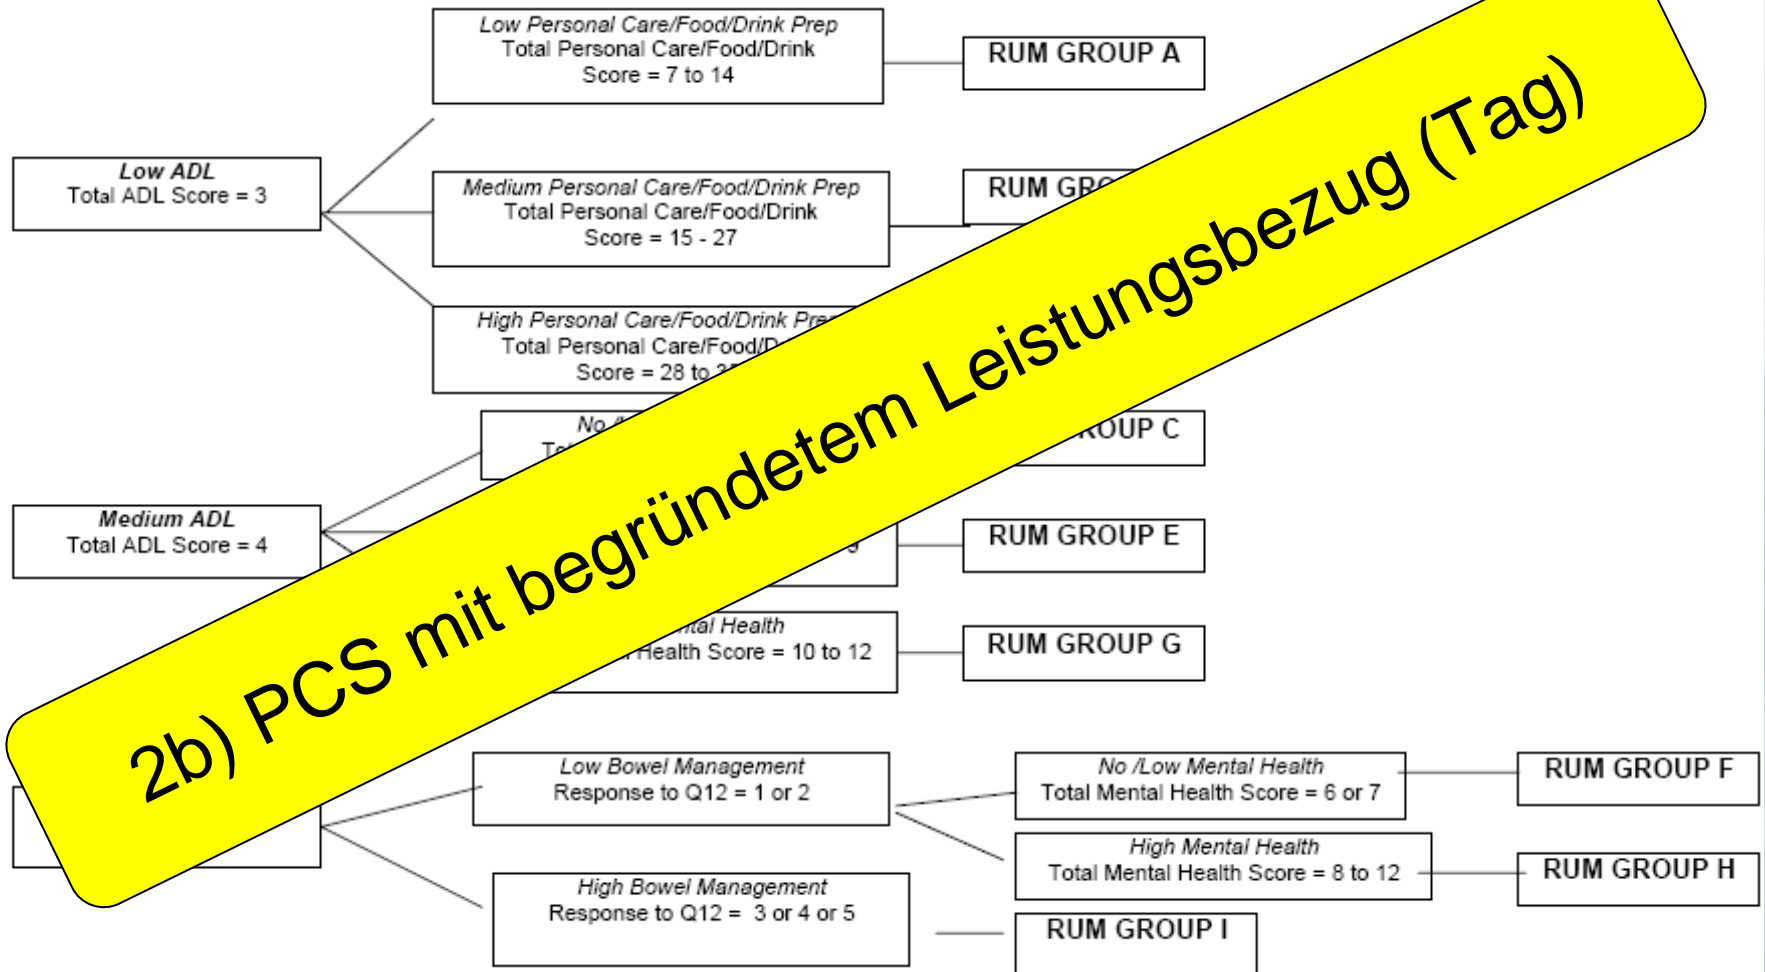 Low Personal Care/Food/Drink Prep
Total Personal Care/Food/Drink
Score = 7 to 14
RUM GROUP A
Low ADL
Total ADL Score = 3
Medium Personal Care/Food/Drink Prep
Total Personal Care/Food/Drink
Score = 15 - 27
RUM
High Personal Care/Food/Drink
Total Personal
Score = 28 to
No
GROUP C
Medium ADL
Total ADL Score = 4
RUM GROUP E
Health
Health Score = 10 to 12
RUM GROUP G
2b) PCS mit begründetem Leistungsbezug (Tag)
Low Bowel Management
Response to Q12 = 1 or 2
No /Low Mental Health
Total Mental Health Score = 6 or 7
RUM GROUP F
High Mental Health
Total Mental Health Score = 8 to 12
RUM GROUP H
High Bowel Management
Response to Q12 = 3 or 4 or 5
RUM GROUP I